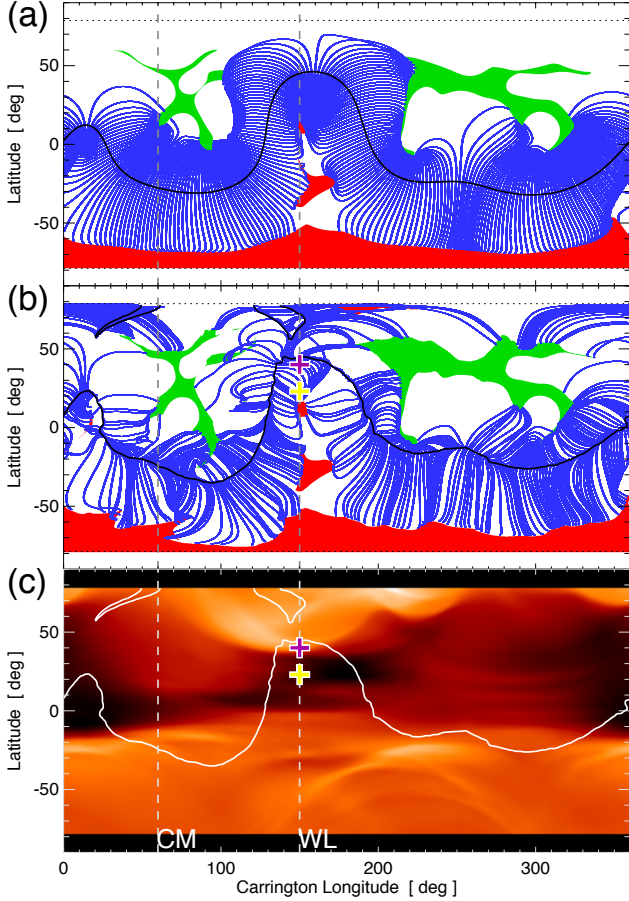 (a)
50
0
-50
Latitude [ deg ]
(b)
50
0
-50
Latitude [ deg ]
(c)
50
0
-50
Latitude [ deg ]
CM
WL
0
100
200
300
Carrington Longitude [ deg ]